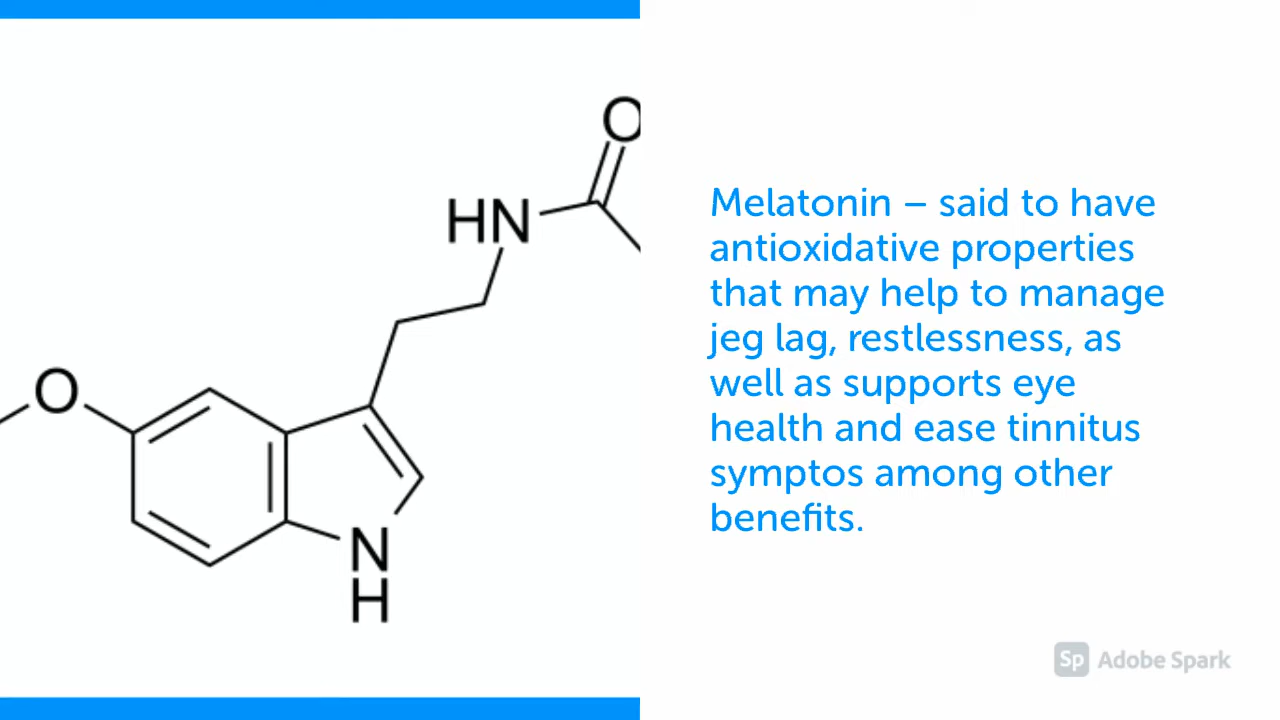 O
HN
O
N
H
Melatonin – said to have
antioxidative properties
that may help to manage
jeg lag, restlessness, as
well as supports eye
health and ease tinnitus
symptos among other
benefits.
Sp Adobe Spark